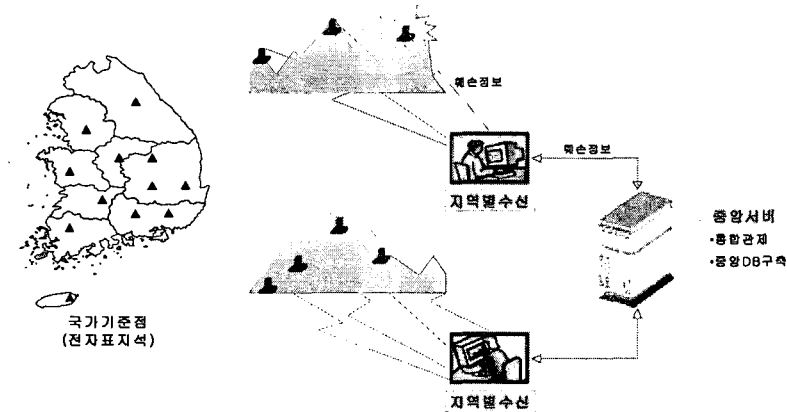 훼손정보
훼손정보
지역별수신
중앙서버
•통합관제
•중앙DB구축
국가기준점
(전자표지석)
지역별수신